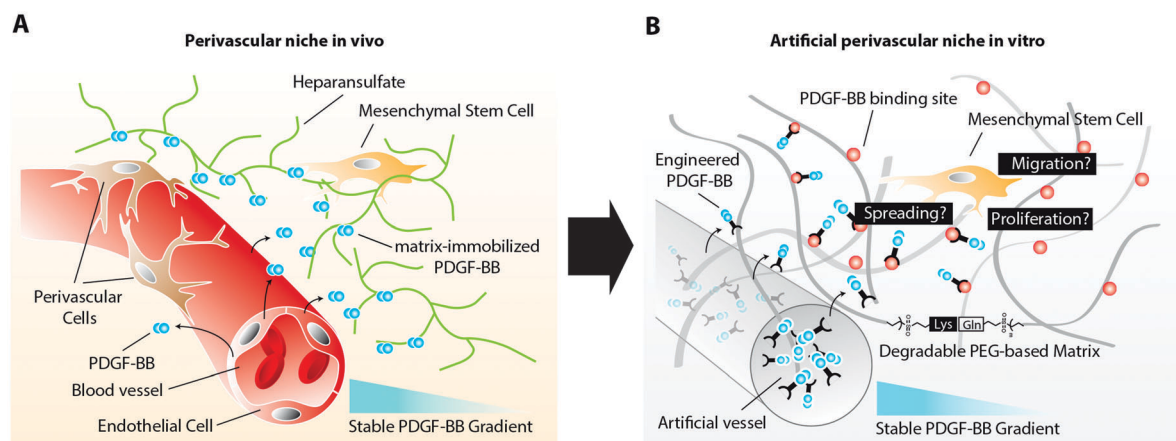 A
Perivascular niche in vivo
Heparansulfate
Mesenchymal Stem Cell
matrix-immobilized
PDGF-BB
Perivascular
Cells
PDGF-BB
Blood vessel
Endothelial Cell
Stable PDGF-BB Gradient
B
Artificial perivascular niche in vitro
PDGF-BB binding site
Mesenchymal Stem Cell
Engineered
PDGF-BB
Migration?
Spreading?
Proliferation?
Lys Gln
Degradable PEG-based Matrix
Artificial vessel
Stable PDGF-BB Gradient